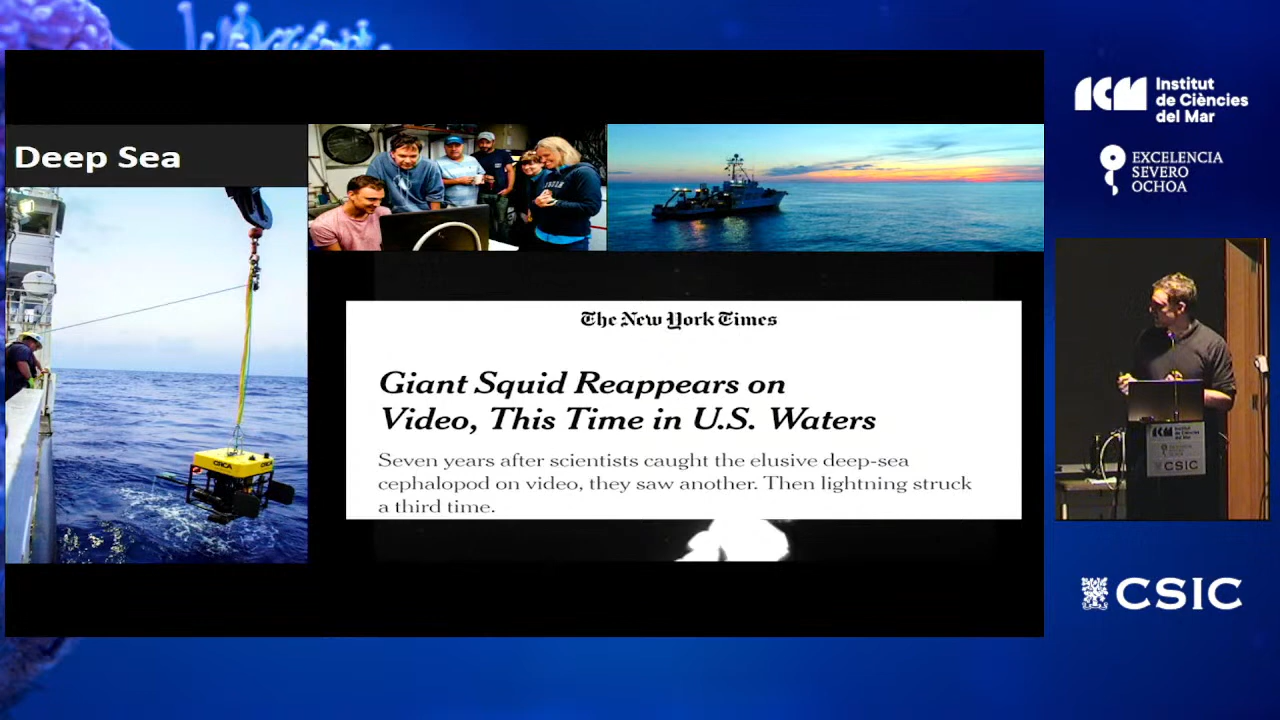 Deep Sea
The New York Times
Giant Squid Reappears on
Video, This Time in U.S. Waters
Seven years after scientists caught the elusive deep-sea
cephalopod on video, they saw another. Then lightning struck
a third time.
ICM
Institut
de Ciències
del Mar
EXCELENCIA
SEVERO
OCHOA
CSIC
CSIC